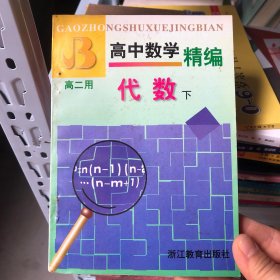 GAOZHONGSHUXUEJINGBIAN
高中数学
精编
高二用
代数 下
n(n-1)(n-
…(n-m+1)
浙江教育出版社